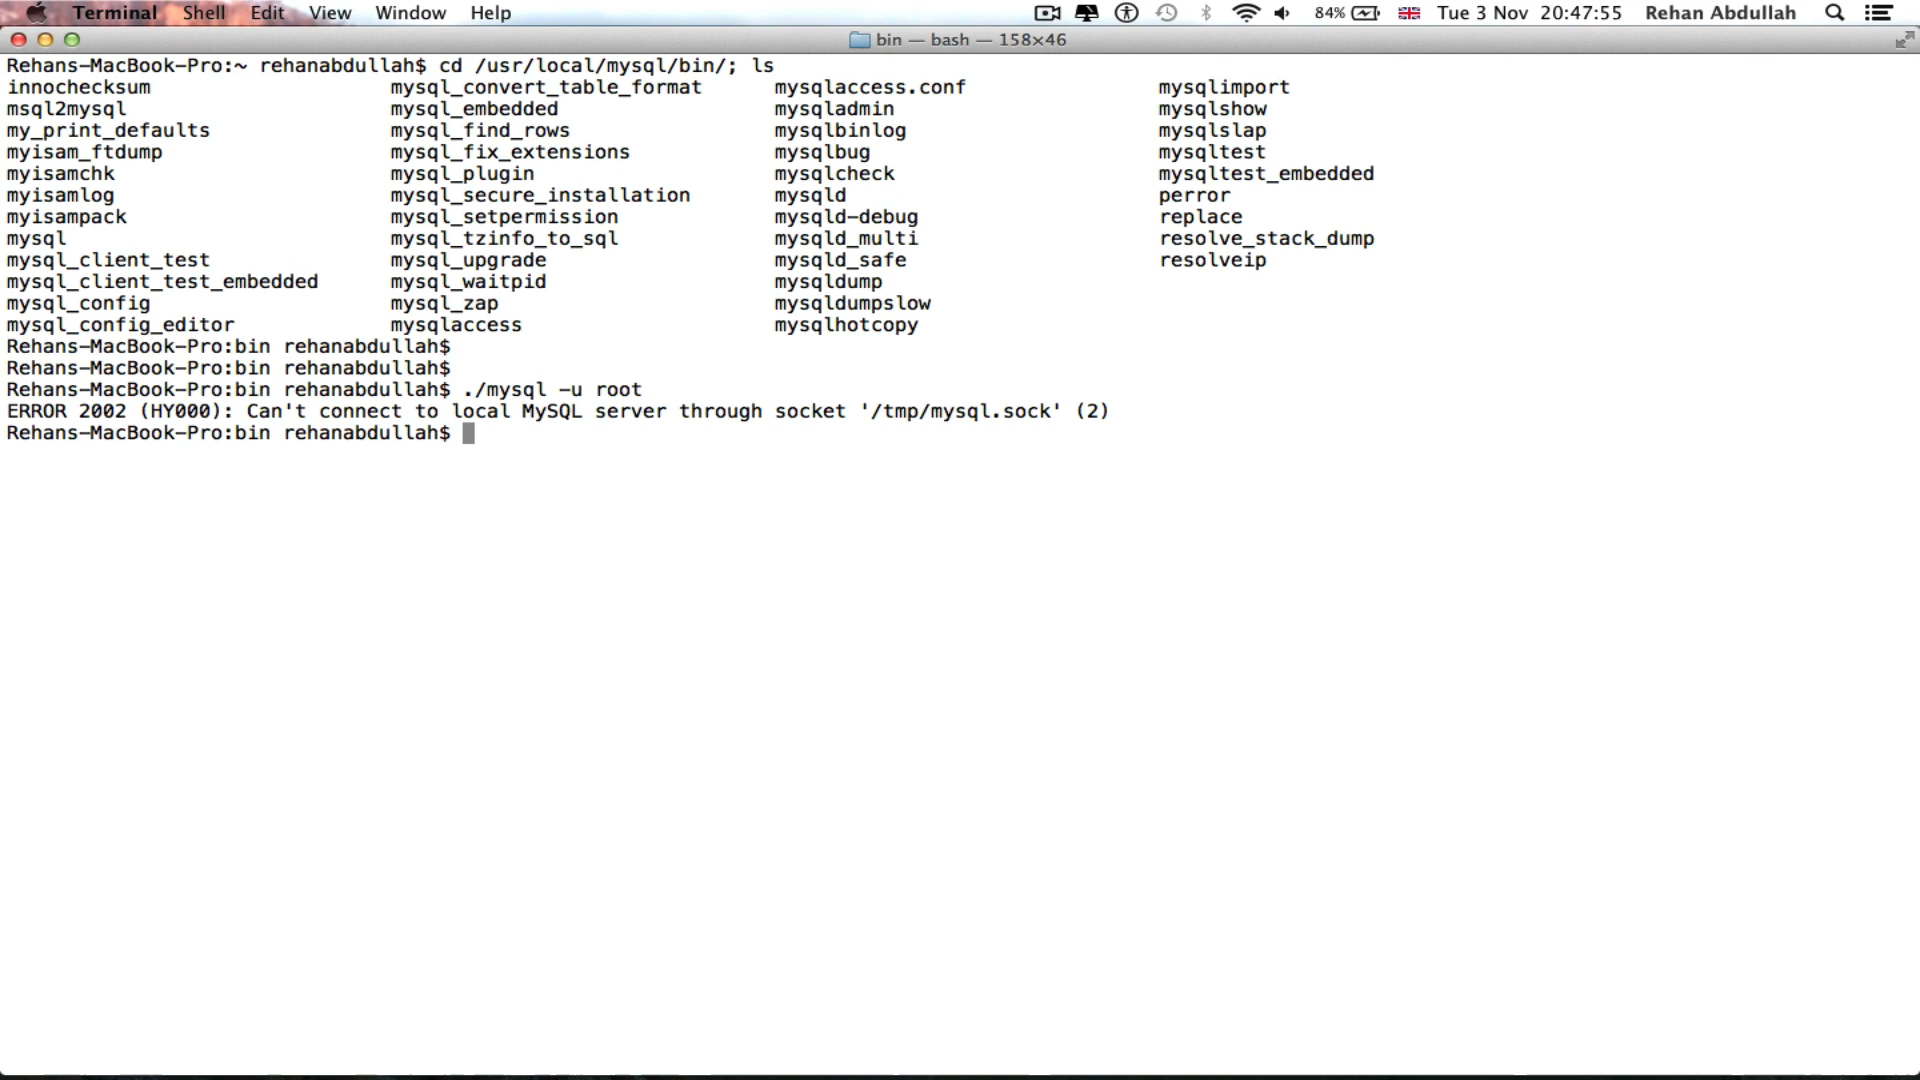 Terminal Shell Edit View Window Help 84% Tue 3 Nov 20:47:55 Rehan Abdullah
bin — bash — 158×46
Rehans-MacBook-Pro:~ rehanabdullah$ cd /usr/local/mysql/bin/; ls
innochecksum mysql_convert_table_format mysqlaccess.conf mysqlimport
msql2mysql mysql_embedded mysqladmin mysqlshow
my_print_defaults mysql_find_rows mysqlbinlog mysqlslap
myisam_ftdump mysql_fix_extensions mysqlbug mysqltest
myisamchk mysql_plugin mysqlcheck mysqltest_embedded
myisamlog mysql_secure_installation mysqld perror
myisampack mysql_setpermission mysqld-debug replace
mysql mysql_tzinfo_to_sql mysqld_multi resolve_stack_dump
mysql_client_test mysql_upgrade mysqld_safe resolveip
mysql_client_test_embedded mysql_waitpid mysqldump
mysql_config mysql_zap mysqldumpslow
mysql_config_editor mysqlaccess mysqlhotcopy
Rehans-MacBook-Pro:bin rehanabdullah$
Rehans-MacBook-Pro:bin rehanabdullah$
Rehans-MacBook-Pro:bin rehanabdullah$ ./mysql -u root
ERROR 2002 (HY000): Can't connect to local MySQL server through socket '/tmp/mysql.sock' (2)
Rehans-MacBook-Pro:bin rehanabdullah$